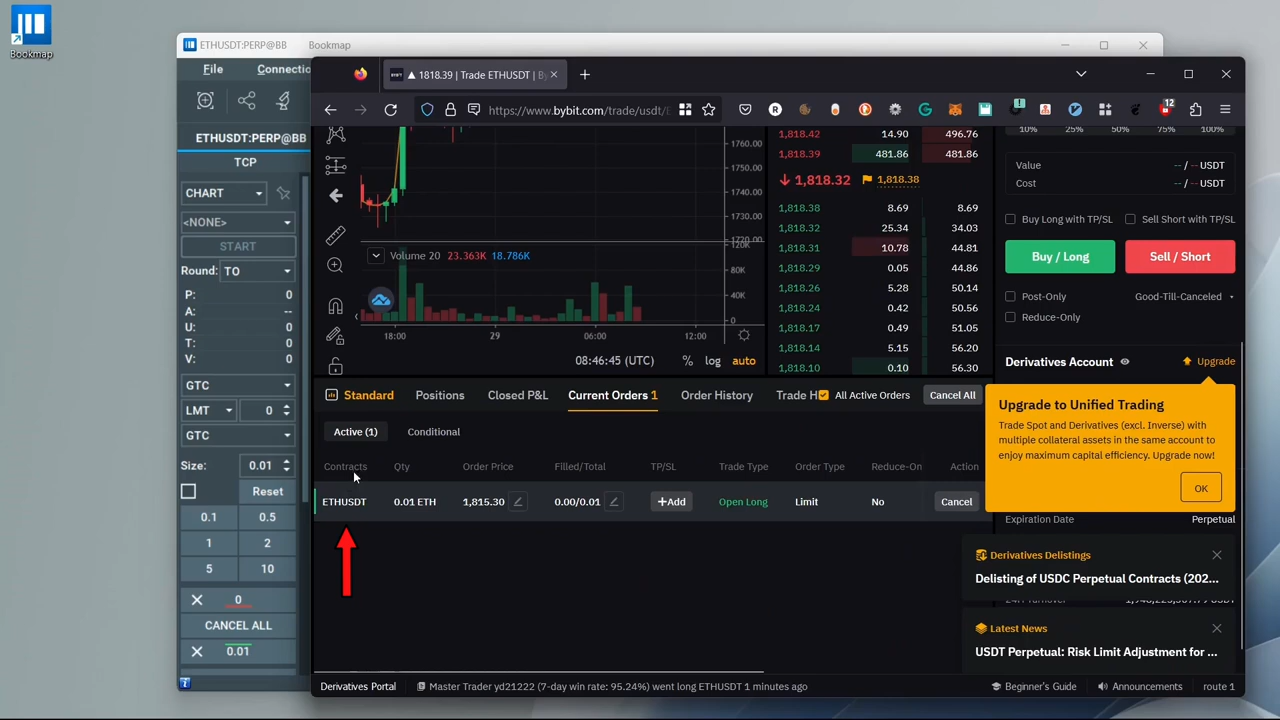 Bookmap
ETHUSDT:PERP@BB Bookmap
File Connectio
ETHUSDT:PERP@BB
TCP
CHART
<NONE>
START
Round: TO
P: 0
A: --
U: 0
T: 0
V: 0
GTC
LMT 0
GTC
Size: 0.01
Reset
0.1 0.5
1 2
5 10
0
CANCEL ALL
0.01
▲ 1818.39 | Trade ETHUSDT | By
https://www.bybit.com/trade/usdt/E
12
1760.00
1750.00
1740.00
1730.00
1720.00
Volume 20 23.363K 18.786K
120K
80K
40K
0
18:00 29 06:00 12:00
08:46:45 (UTC) % log auto
1,818.42 14.90 496.76
1,818.39 481.86 481.86
1,818.32 1,818.38
1,818.38 8.69 8.69
1,818.32 25.34 34.03
1,818.31 10.78 44.81
1,818.29 0.05 44.86
1,818.26 5.28 50.14
1,818.24 0.42 50.56
1,818.17 0.49 51.05
1,818.14 5.15 56.20
1,818.10 0.10 56.30
10% 25% 50% 75% 100%
Value -- / -- USDT
Cost -- / -- USDT
Buy Long with TP/SL Sell Short with TP/SL
Buy / Long Sell / Short
Post-Only Good-Till-Canceled
Reduce-Only
Derivatives Account Upgrade
Upgrade to Unified Trading
Trade Spot and Derivatives (excl. Inverse) with
multiple collateral assets in the same account to
enjoy maximum capital efficiency. Upgrade now!
OK
Expiration Date Perpetual
Standard Positions Closed P&L Current Orders 1 Order History Trade H All Active Orders Cancel All
Active (1) Conditional
Contracts Qty Order Price Filled/Total TP/SL Trade Type Order Type Reduce-On Action
ETHUSDT 0.01 ETH 1,815.30 0.00/0.01 +Add Open Long Limit No Cancel
Derivatives Delistings
Delisting of USDC Perpetual Contracts (202...
Latest News
USDT Perpetual: Risk Limit Adjustment for ...
Derivatives Portal Master Trader yd21222 (7-day win rate: 95.24%) went long ETHUSDT 1 minutes ago Beginner's Guide Announcements route 1